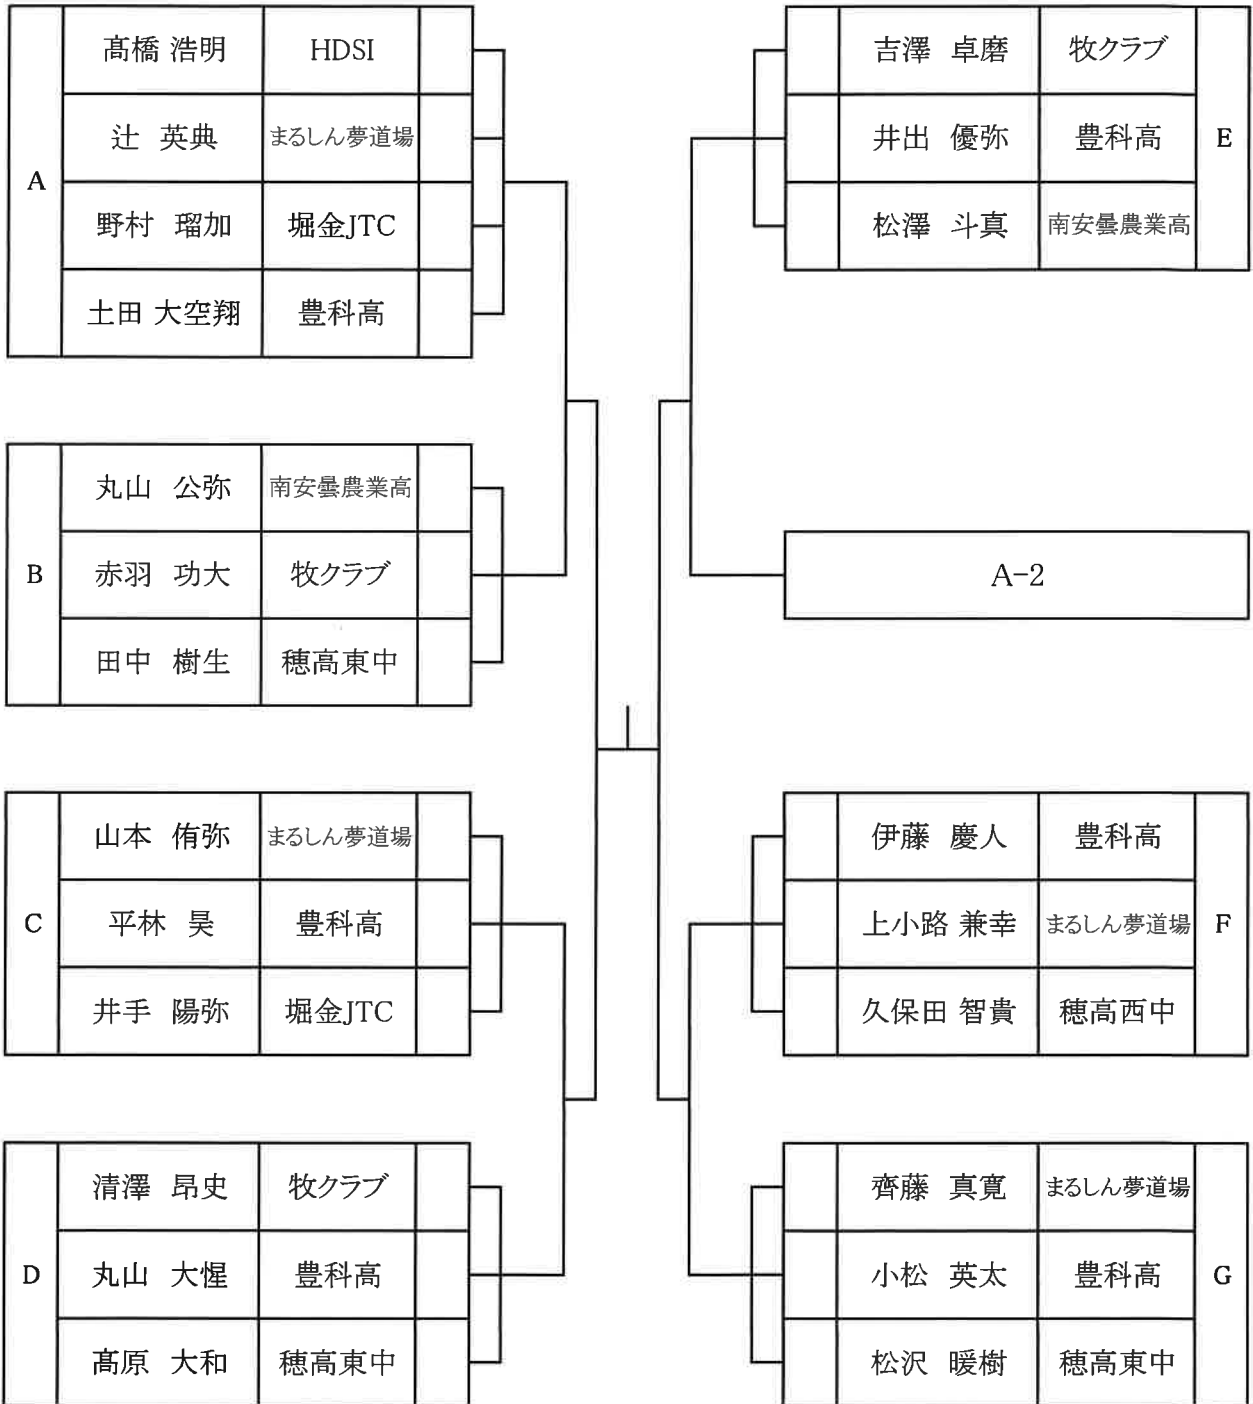 A
髙橋 浩明 HDSI
辻 英典 まるしん夢道場
野村 瑠加 堀金JTC
土田 大空翔 豊科高
B
丸山 公弥 南安曇農業高
赤羽 功大 牧クラブ
田中 樹生 穂高東中
C
山本 侑弥 まるしん夢道場
平林 昊 豊科高
井手 陽弥 堀金JTC
D
清澤 昂史 牧クラブ
丸山 大惺 豊科高
髙原 大和 穂高東中
吉澤 卓磨 牧クラブ
井出 優弥 豊科高
松澤 斗真 南安曇農業高
E
A-2
伊藤 慶人 豊科高
上小路 兼幸 まるしん夢道場
久保田 智貴 穂高西中
F
齊藤 真寛 まるしん夢道場
小松 英太 豊科高
松沢 暖樹 穂高東中
G